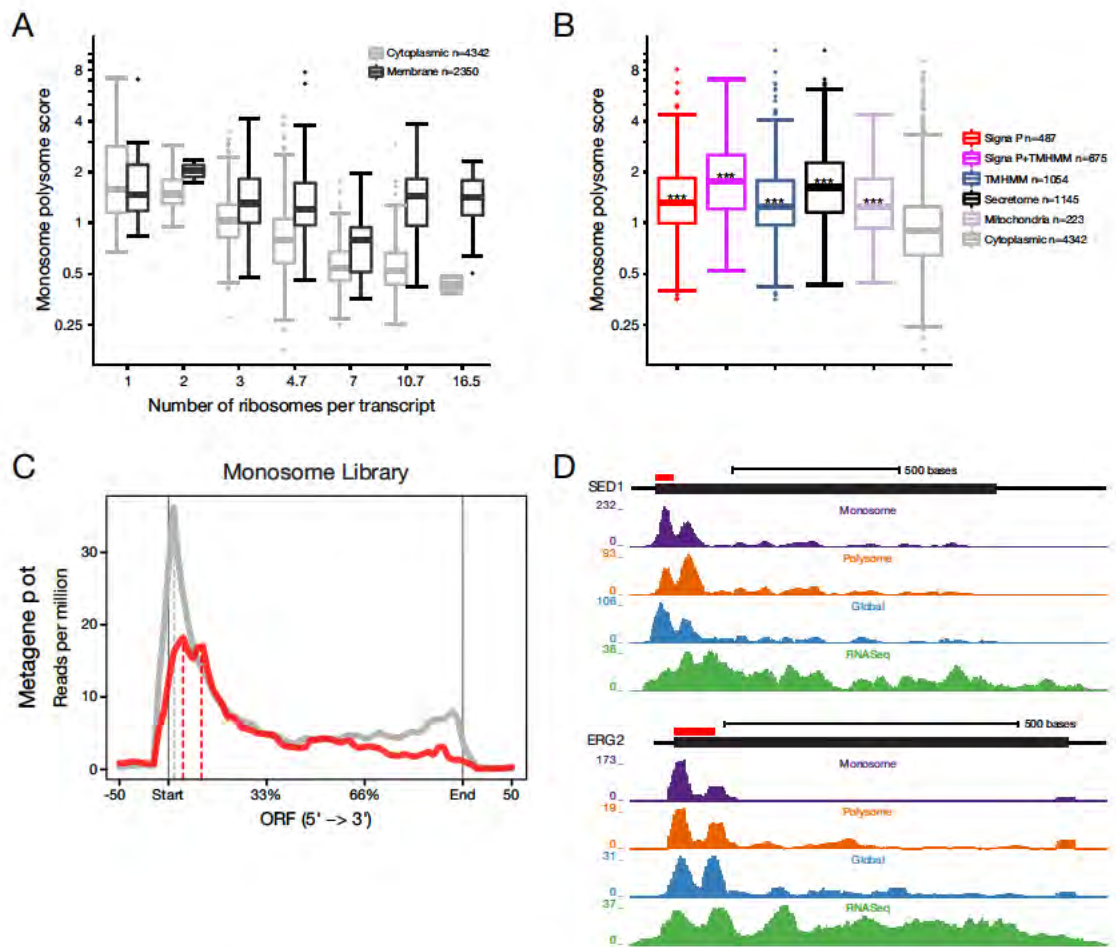 A
Cytoplasmic n=4342
Membrane n=2350
Monosome polysome score
8
4
2
1
0.5
0.25
1 2 3 4.7 7 10.7 16.5
Number of ribosomes per transcript
B
Monosome polysome score
8
4
2
1
0.5
0.25
*** *** *** *** ***
Signa P n=487
Signa P+TMHMM n=675
TMHMM n=1054
Secretome n=1145
Mitochondria n=223
Cytoplasmic n=4342
C
Monosome Library
Metagene p ot
Reads per million
30
20
10
0
-50 Start 33% 66% End 50
ORF (5' -> 3')
D
500 bases
SED1
232
Monosome
0
93
Polysome
0
106
Global
0
38
RNASeq
0
500 bases
ERG2
173
Monosome
0
19
Polysome
0
31
Global
0
37
RNASeq
0